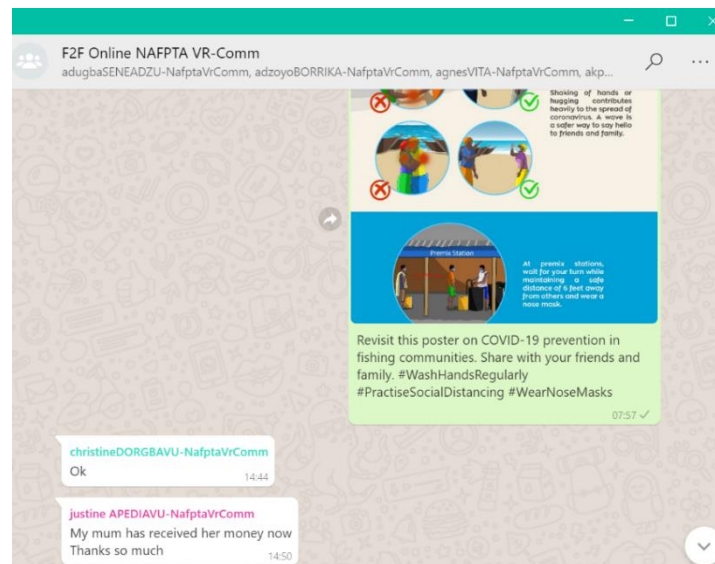 F2F Online NAFPTA VR-Comm
adugbaSENEADZU-NafptaVrComm, adzoyoBORRIKA-NafptaVrComm, agnesVITA-NafptaVrComm, akp...
Shaking of hands or
hugging contributes
heavily to the spread of
coronavirus. A wave is
a safer way to say hello
to friends and family.
Premix Station
At premix stations,
wait for your turn while
maintaining a safe
distance of 6 feet away
from others and wear a
nose mask.
Revisit this poster on COVID-19 prevention in
fishing communities. Share with your friends and
family. #WashHandsRegularly
#PractiseSocialDistancing #WearNoseMasks
07:57
christineDORGBAVU-NafptaVrComm
Ok
14:44
justine APEDIAVU-NafptaVrComm
My mum has received her money now
Thanks so much
14:50